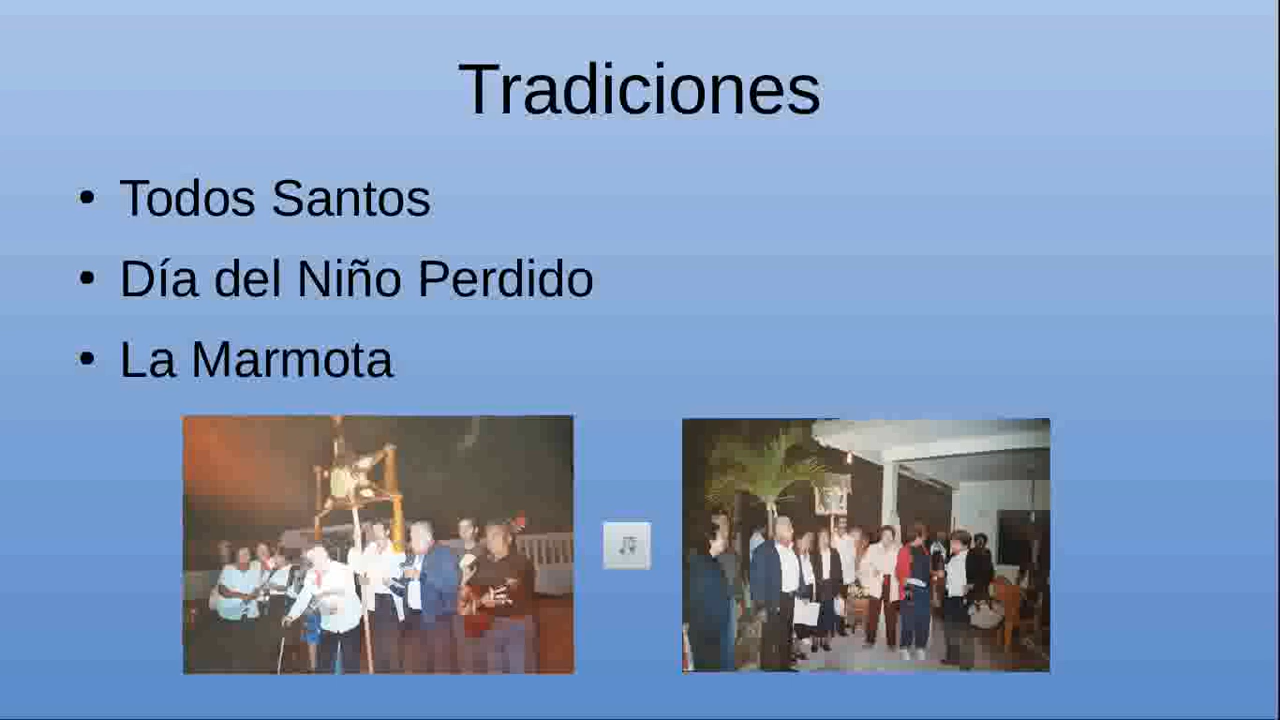 Tradiciones
• Todos Santos
• Día del Niño Perdido
• La Marmota